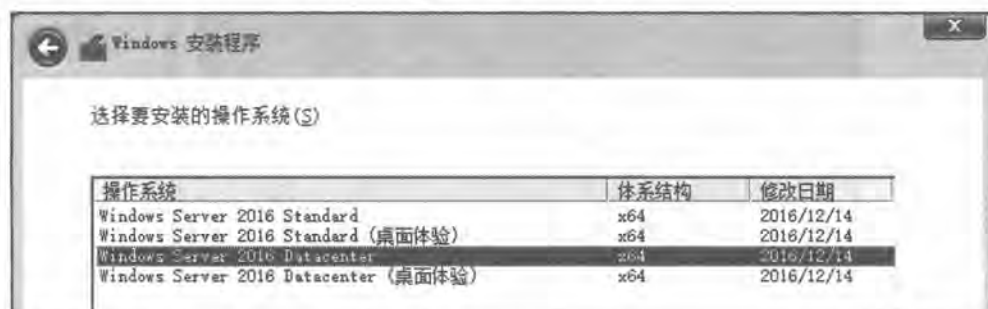 Windows 安装程序
选择要安装的操作系统(S)
操作系统 体系结构 修改日期
Windows Server 2016 Standard x64 2016/12/14
Windows Server 2016 Standard (桌面体验) x64 2016/12/14
Windows Server 2016 Datacenter x64 2016/12/14
Windows Server 2016 Datacenter (桌面体验) x64 2016/12/14